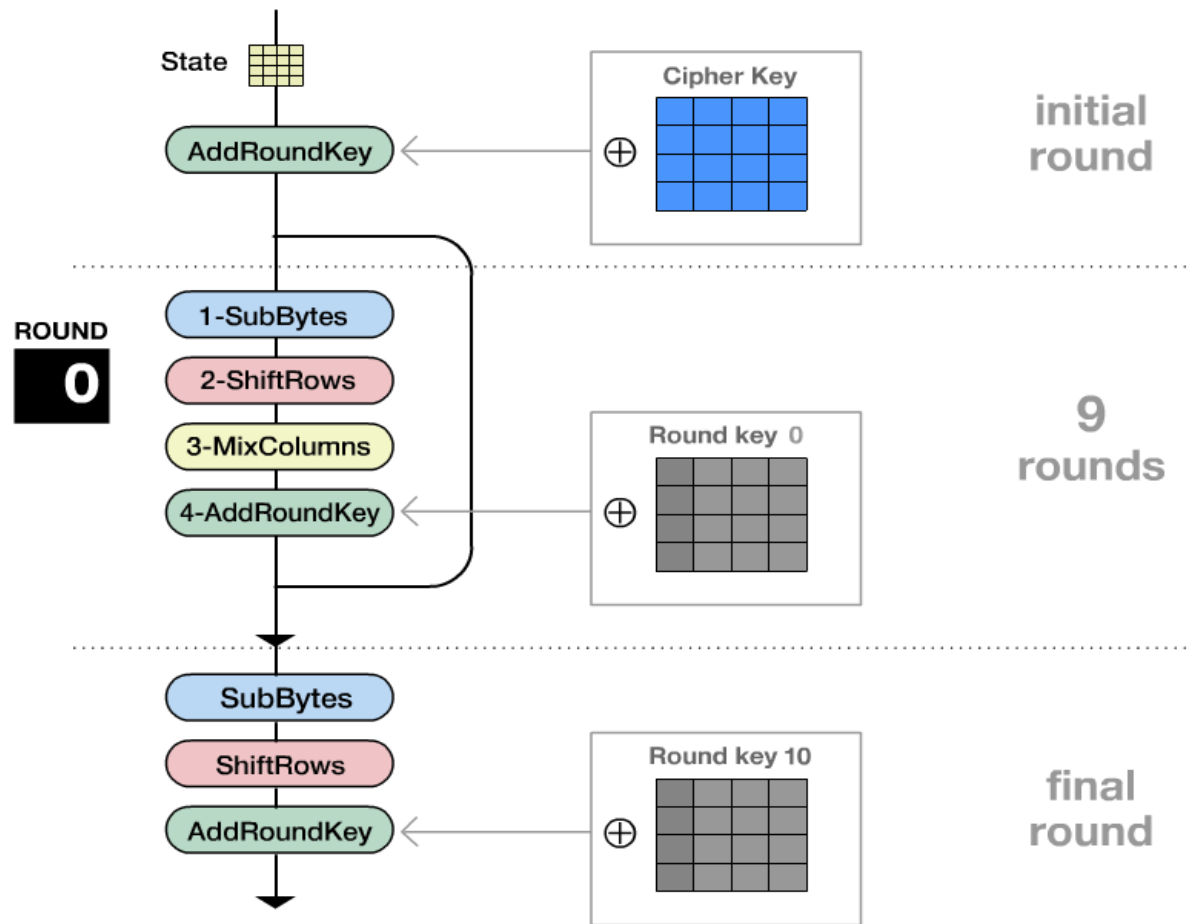 State
Cipher Key
initial
round
AddRoundKey
1-SubBytes
ROUND
0
2-ShiftRows
9
rounds
Round key 0
3-MixColumns
4-AddRoundKey
SubBytes
Round key 10
ShiftRows
final
round
AddRoundKey